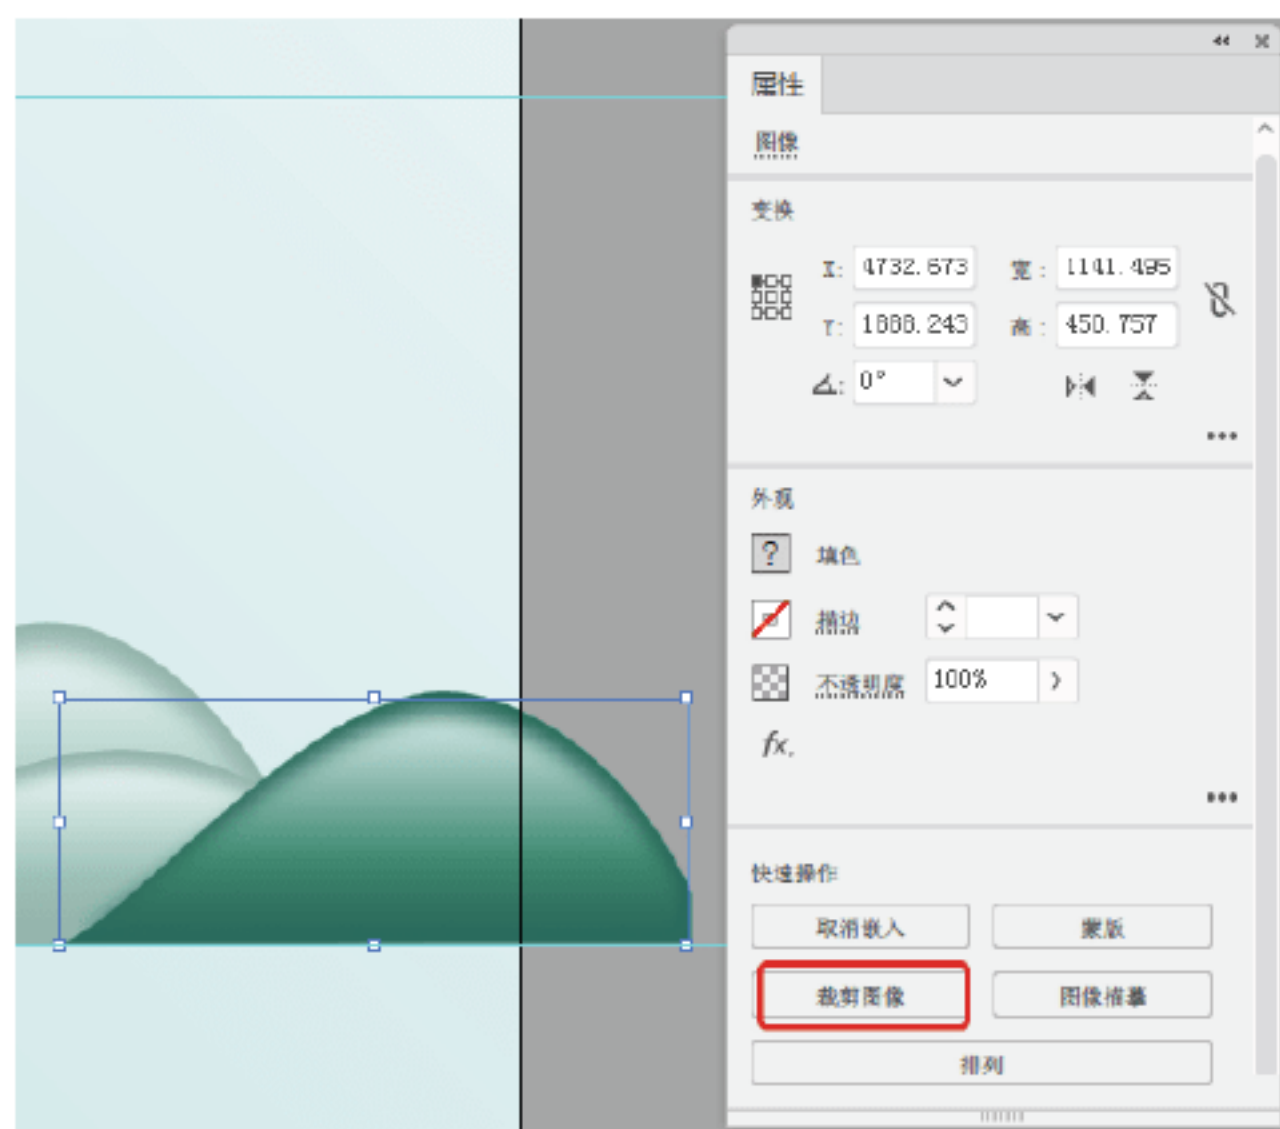 属性
图像
变换
X: 4732.673 宽: 1141.495
Y: 1888.243 高: 450.757
0°
外观
? 填色
描边
不透明度 100%
fx.
快速操作
取消嵌入 蒙版
裁剪图像 图像描摹
排列